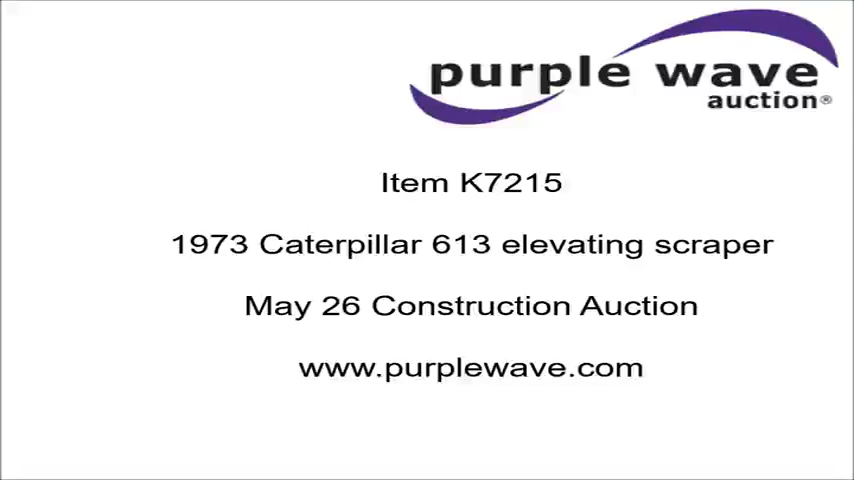 purple wave
auction®
Item K7215
1973 Caterpillar 613 elevating scraper
May 26 Construction Auction
www.purplewave.com